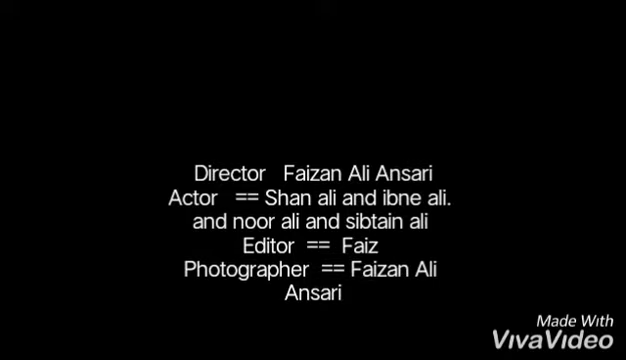 Director Faizan Ali Ansari
Actor == Shan ali and ibne ali.
and noor ali and sibtain ali
Editor == Faiz
Photographer == Faizan Ali
Ansari
Made With
VivaVideo